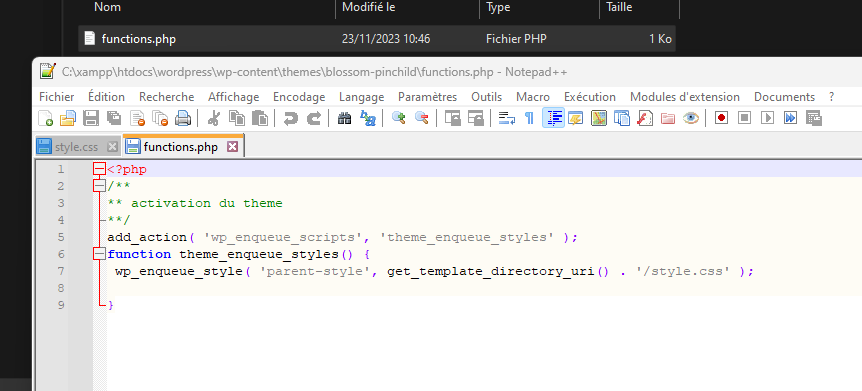 Nom Modifié le Type Taille
functions.php 23/11/2023 10:46 Fichier PHP 1 Ko
C:\xampp\htdocs\wordpress\wp-content\themes\blossom-pinchild\functions.php - Notepad++
Fichier Édition Recherche Affichage Encodage Langage Paramètres Outils Macro Exécution Modules d'extension Documents ?
style.css functions.php
1 <?php
2 /**
3 ** activation du theme
4 **/
5 add_action( 'wp_enqueue_scripts', 'theme_enqueue_styles' );
6 function theme_enqueue_styles() {
7 wp_enqueue_style( 'parent-style', get_template_directory_uri() . '/style.css' );
8
9 }